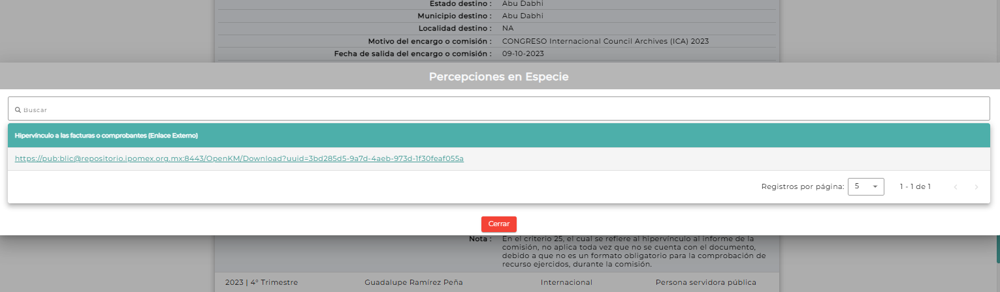 Estado destino : Abu Dabhi
Municipio destino : Abu Dabhi
Localidad destino : NA
Motivo del encargo o comisión : CONGRESO Internacional Council Archives (ICA) 2023
Fecha de salida del encargo o comisión : 09-10-2023
Percepciones en Especie
Buscar
Hipervínculo a las facturas o comprobantes (Enlace Externo)
https://pub:blic@repositorio.ipomex.org.mx:8443/OpenKM/Download?uuid=3bd285d5-9a7d-4aeb-973d-1f30feaf055a
Registros por página: 5 1 - 1 de 1
Cerrar
Nota : En el criterio 25, el cual se refiere al hipervínculo al informe de la
comisión, no aplica toda vez que no se cuenta con el documento,
debido a que no es un formato obligatorio para la comprobación de
recurso ejercidos, durante la comisión.
2023 | 4° Trimestre Guadalupe Ramírez Peña Internacional Persona servidora pública